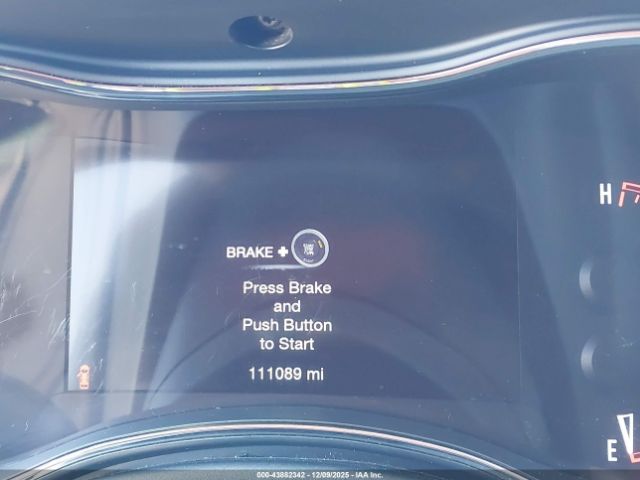 H
BRAKE +
Press Brake
and
Push Button
to Start
111089 mi
E
000-43882342 - 12/09/2025 - IAA Inc.